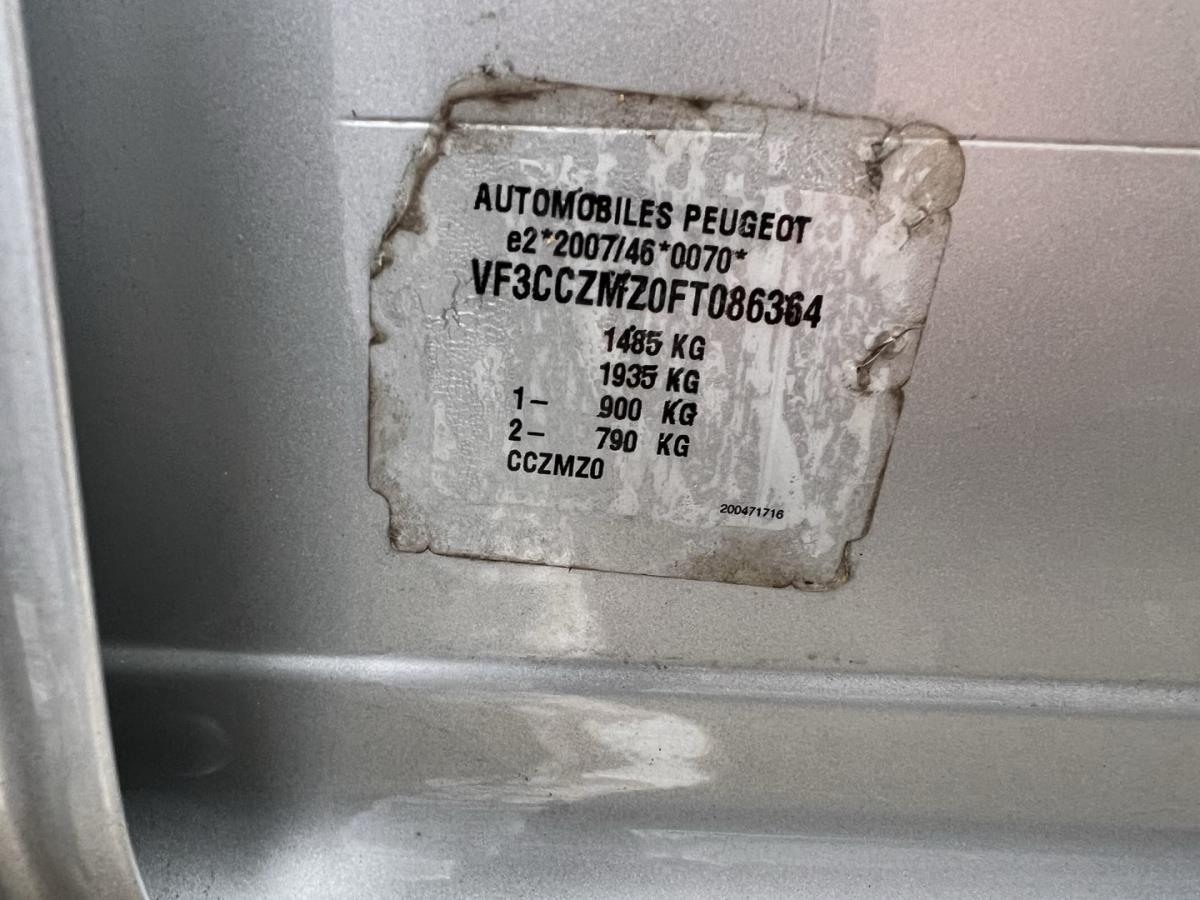 AUTOMOBILES PEUGEOT
e2*2007/46*0070*
VF3CCZMZ0FT086364
1485 KG
1935 KG
1– 900 KG
2– 790 KG
CCZMZ0
200471716